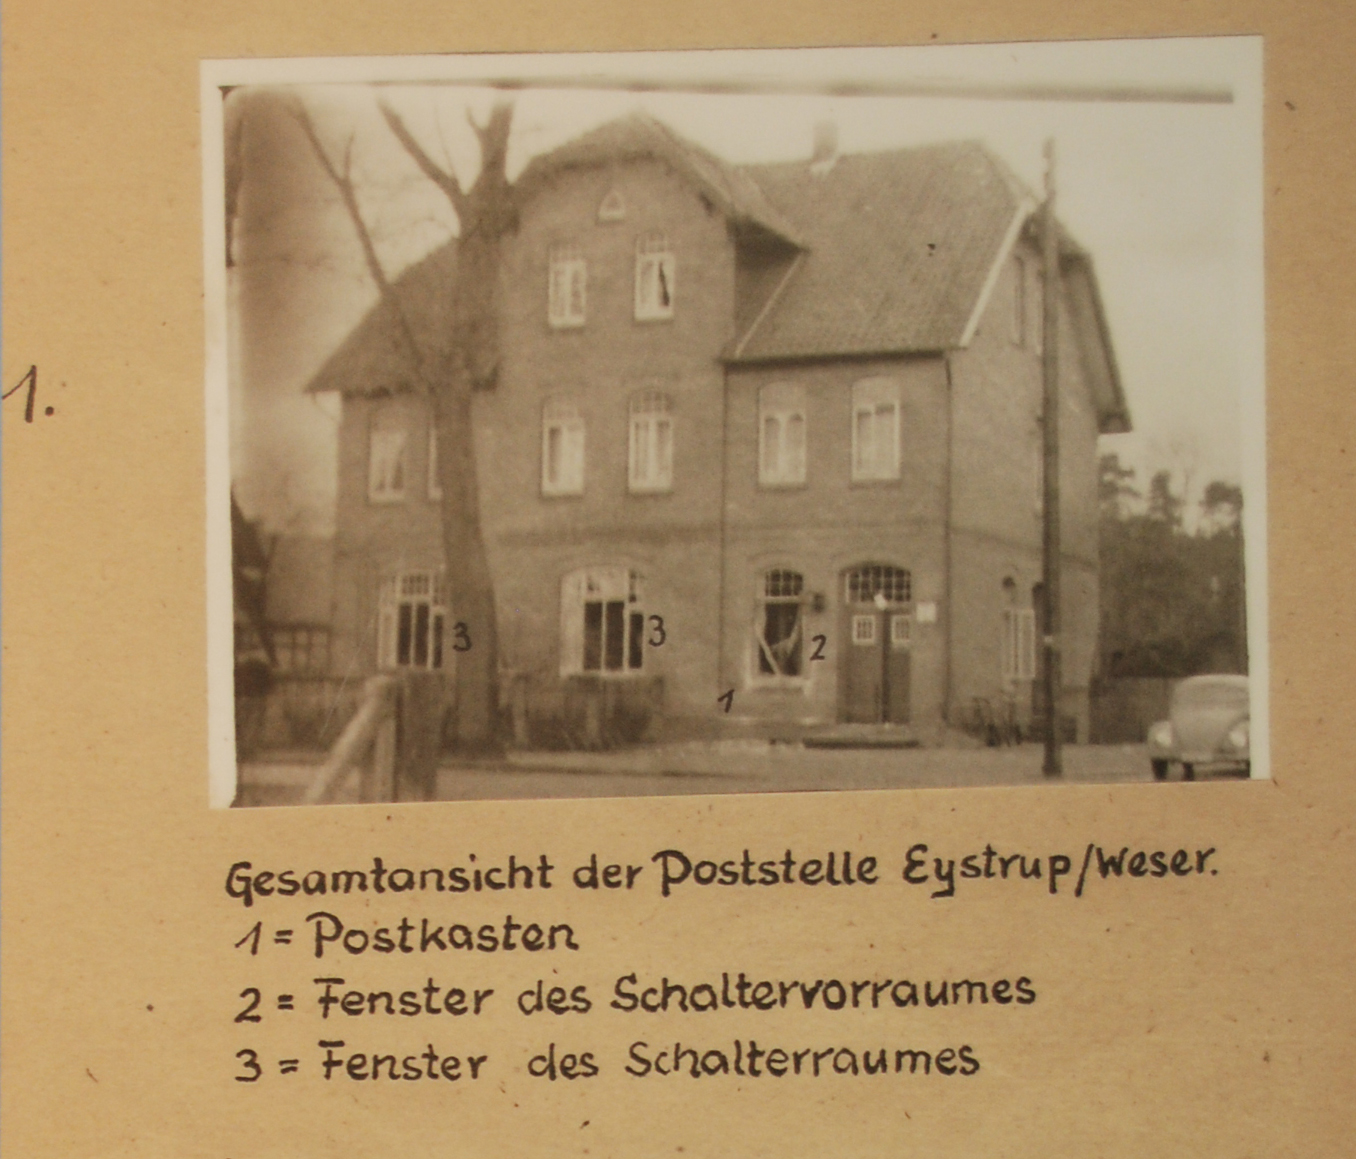 1.
3
3
2
1
Gesamtansicht der Poststelle Eystrup/Weser.
1 = Postkasten
2 = Fenster des Schaltervorraumes
3 = Fenster des Schalterraumes